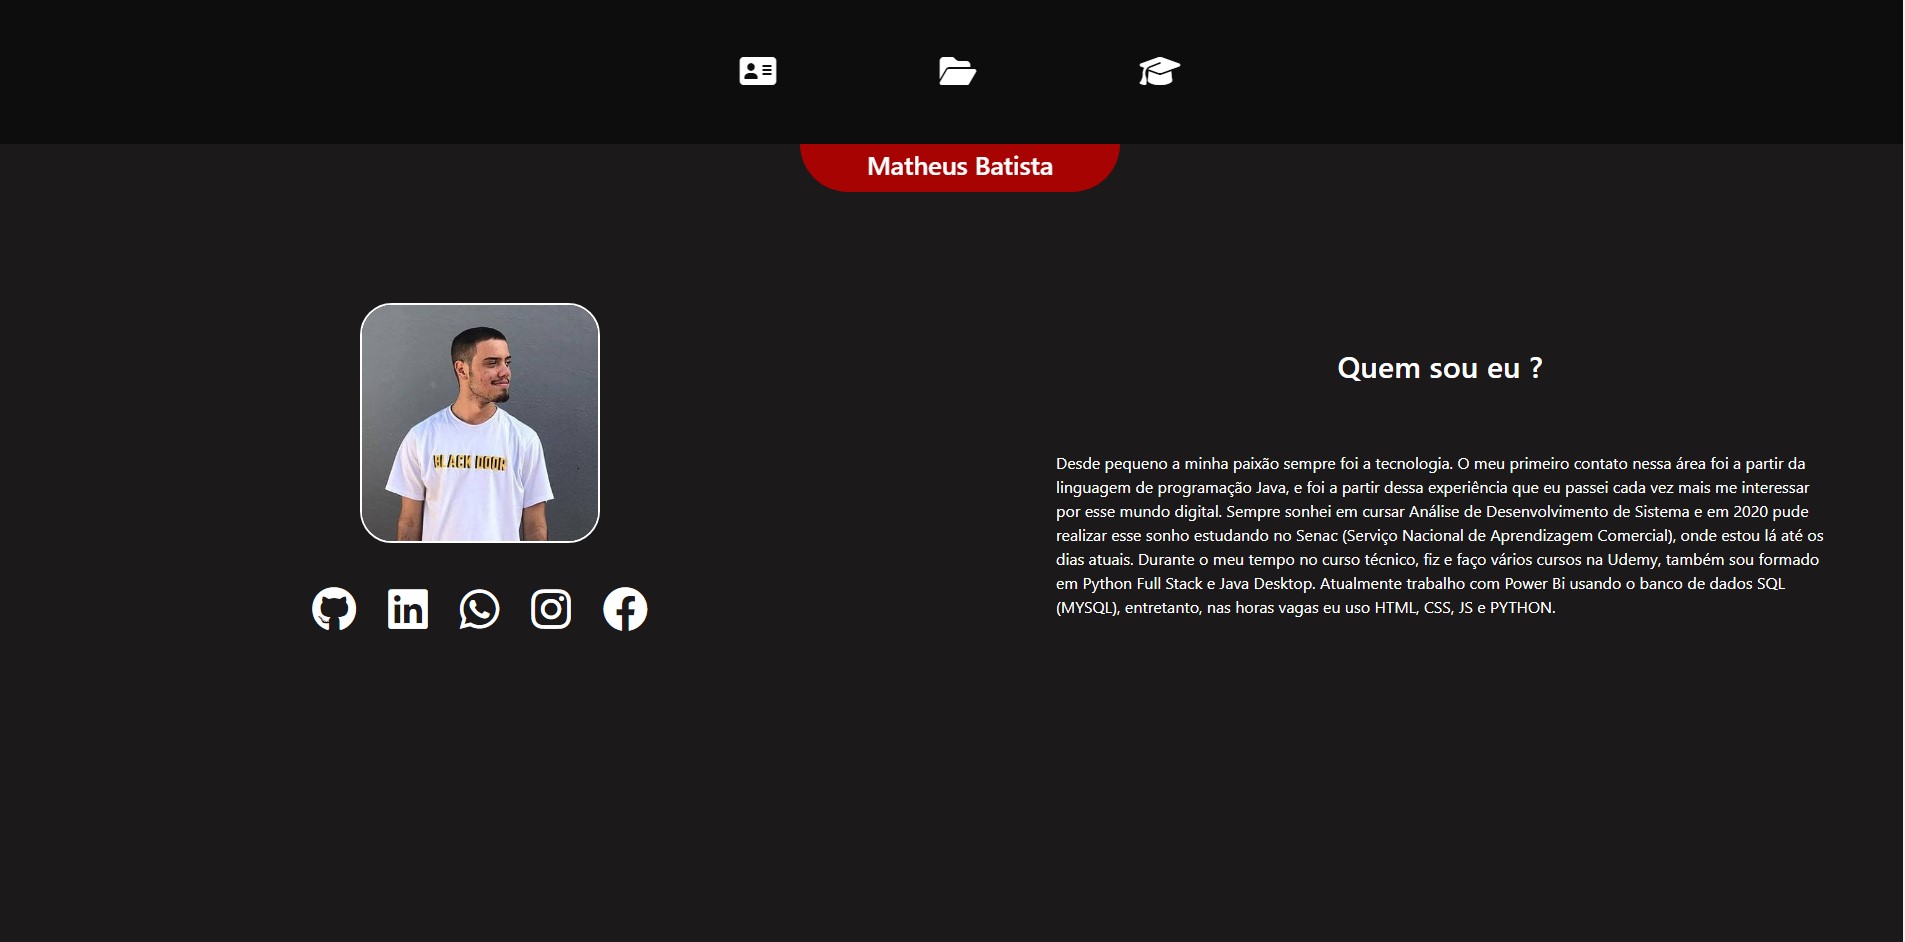 Matheus Batista
BLACK DOOR
Quem sou eu ?
Desde pequeno a minha paixão sempre foi a tecnologia. O meu primeiro contato nessa área foi a partir da
linguagem de programação Java, e foi a partir dessa experiência que eu passei cada vez mais me interessar
por esse mundo digital. Sempre sonhei em cursar Análise de Desenvolvimento de Sistema e em 2020 pude
realizar esse sonho estudando no Senac (Serviço Nacional de Aprendizagem Comercial), onde estou lá até os
dias atuais. Durante o meu tempo no curso técnico, fiz e faço vários cursos na Udemy, também sou formado
em Python Full Stack e Java Desktop. Atualmente trabalho com Power Bi usando o banco de dados SQL
(MYSQL), entretanto, nas horas vagas eu uso HTML, CSS, JS e PYTHON.
in